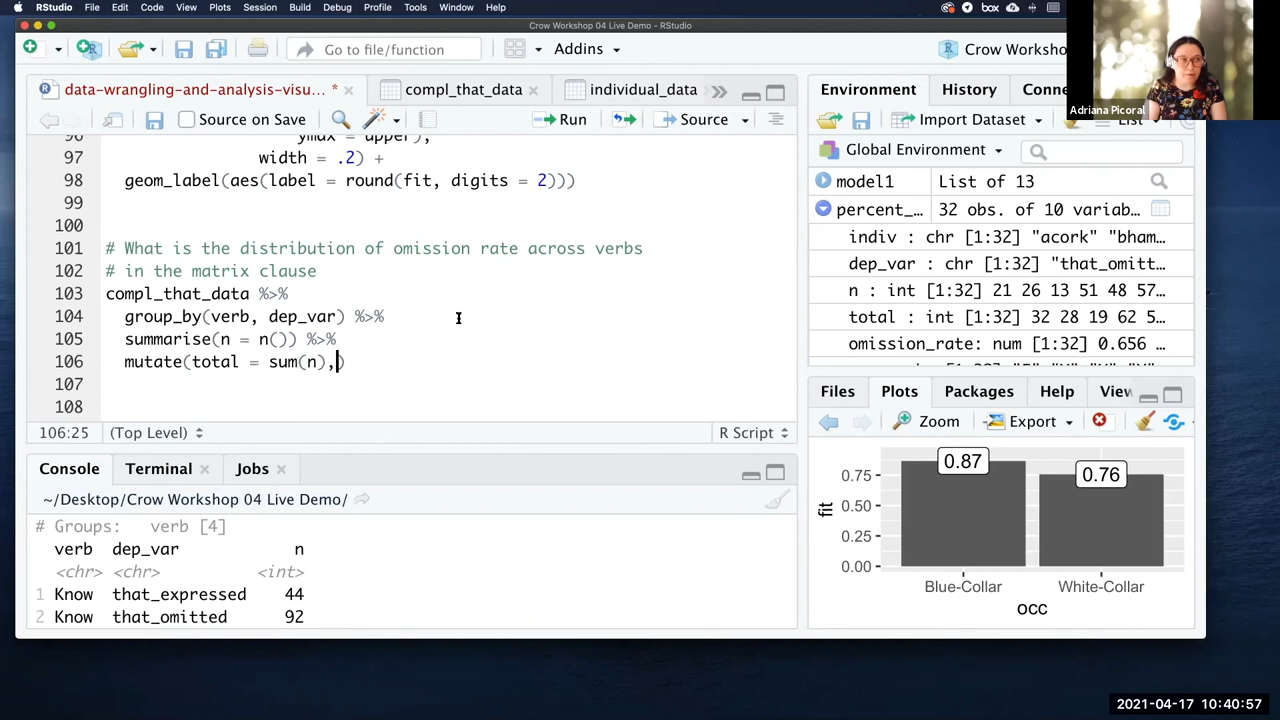 RStudio File Edit Code View Plots Session Build Debug Profile Tools Window Help
box
Crow Workshop 04 Live Demo - RStudio
Go to file/function
Addins
Crow Worksho
data-wrangling-and-analysis-visu... *
compl_that_data
individual_data
Source on Save
Run
Source
96 ymax = upper),
97 width = .2) +
98 geom_label(aes(label = round(fit, digits = 2)))
99
100
101 # What is the distribution of omission rate across verbs
102 # in the matrix clause
103 compl_that_data %>%
104 group_by(verb, dep_var) %>%
105 summarise(n = n()) %>%
106 mutate(total = sum(n),)
107
108
106:25 (Top Level) R Script
Console Terminal Jobs
~/Desktop/Crow Workshop 04 Live Demo/
# Groups: verb [4]
verb dep_var n
<chr> <chr> <int>
1 Know that_expressed 44
2 Know that_omitted 92
Adriana Picoral
Environment History Conne
Import Dataset
Global Environment
model1 List of 13
percent_… 32 obs. of 10 variab…
indiv : chr [1:32] "acork" "bham…
dep_var : chr [1:32] "that_omitt…
n : int [1:32] 21 26 13 51 48 57…
total : int [1:32] 32 28 19 62 5…
omission_rate: num [1:32] 0.656 ...
Files Plots Packages Help View
Zoom Export
0.87
0.76
0.75
0.50
0.25
0.00
fit
Blue-Collar White-Collar
occ
2021-04-17 10:40:57